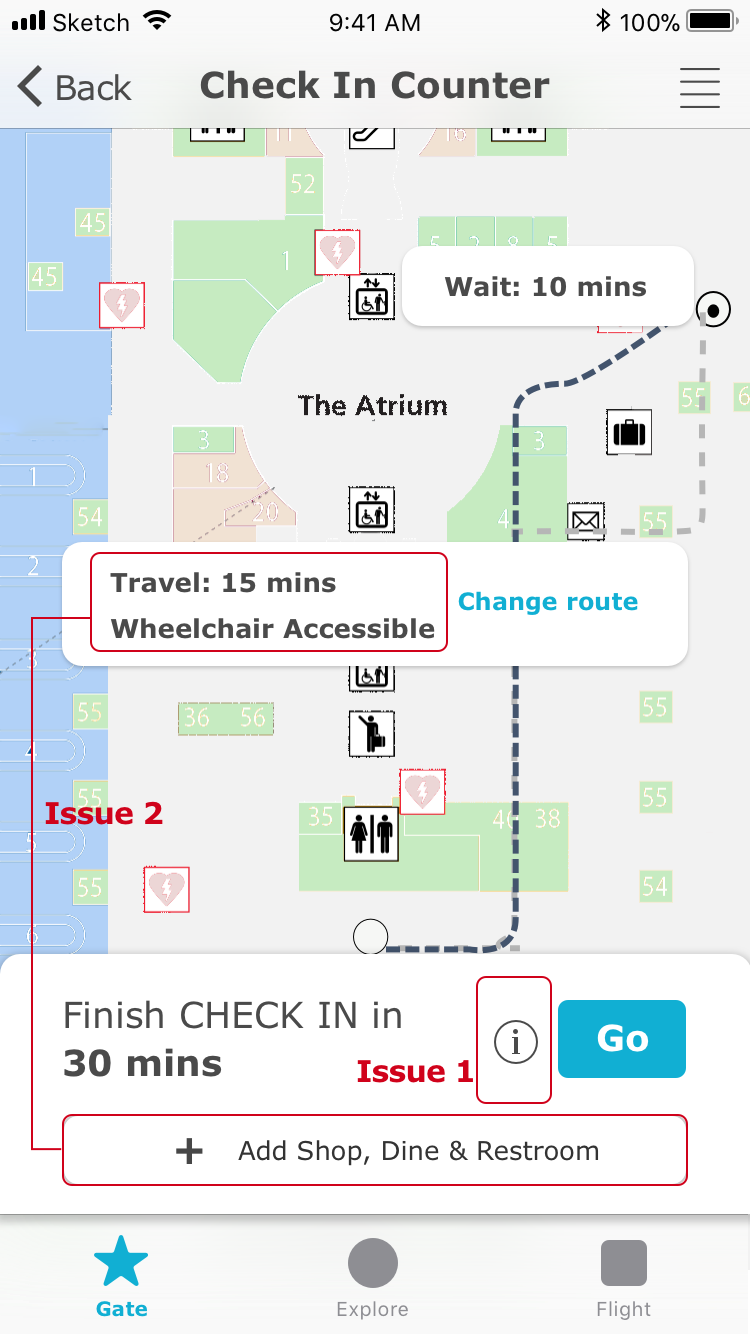 Sketch 9:41 AM 100%
Back Check In Counter
11 16
52
45
5 2 8 5
1
45
Wait: 10 mins
The Atrium
55 6
3 3
18
1
20 4
54 55
2
Travel: 15 mins
Wheelchair Accessible
Change route
3
55 36 56 55
4
55 55
Issue 2
35 46 38
5
55 54
6
Finish CHECK IN in
30 mins
Issue 1
i
Go
+ Add Shop, Dine & Restroom
Gate Explore Flight